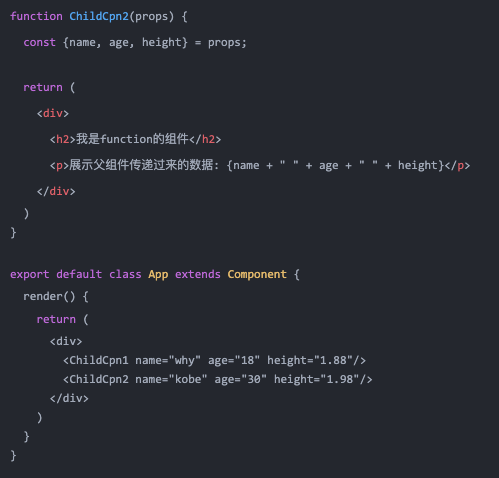 function ChildCpn2(props) {
  const {name, age, height} = props;

  return (
    <div>
      <h2>我是function的组件</h2>
      <p>展示父组件传递过来的数据: {name + " " + age + " " + height}</p>
    </div>
  )
}

export default class App extends Component {
  render() {
    return (
      <div>
        <ChildCpn1 name="why" age="18" height="1.88"/>
        <ChildCpn2 name="kobe" age="30" height="1.98"/>
      </div>
    )
  }
}